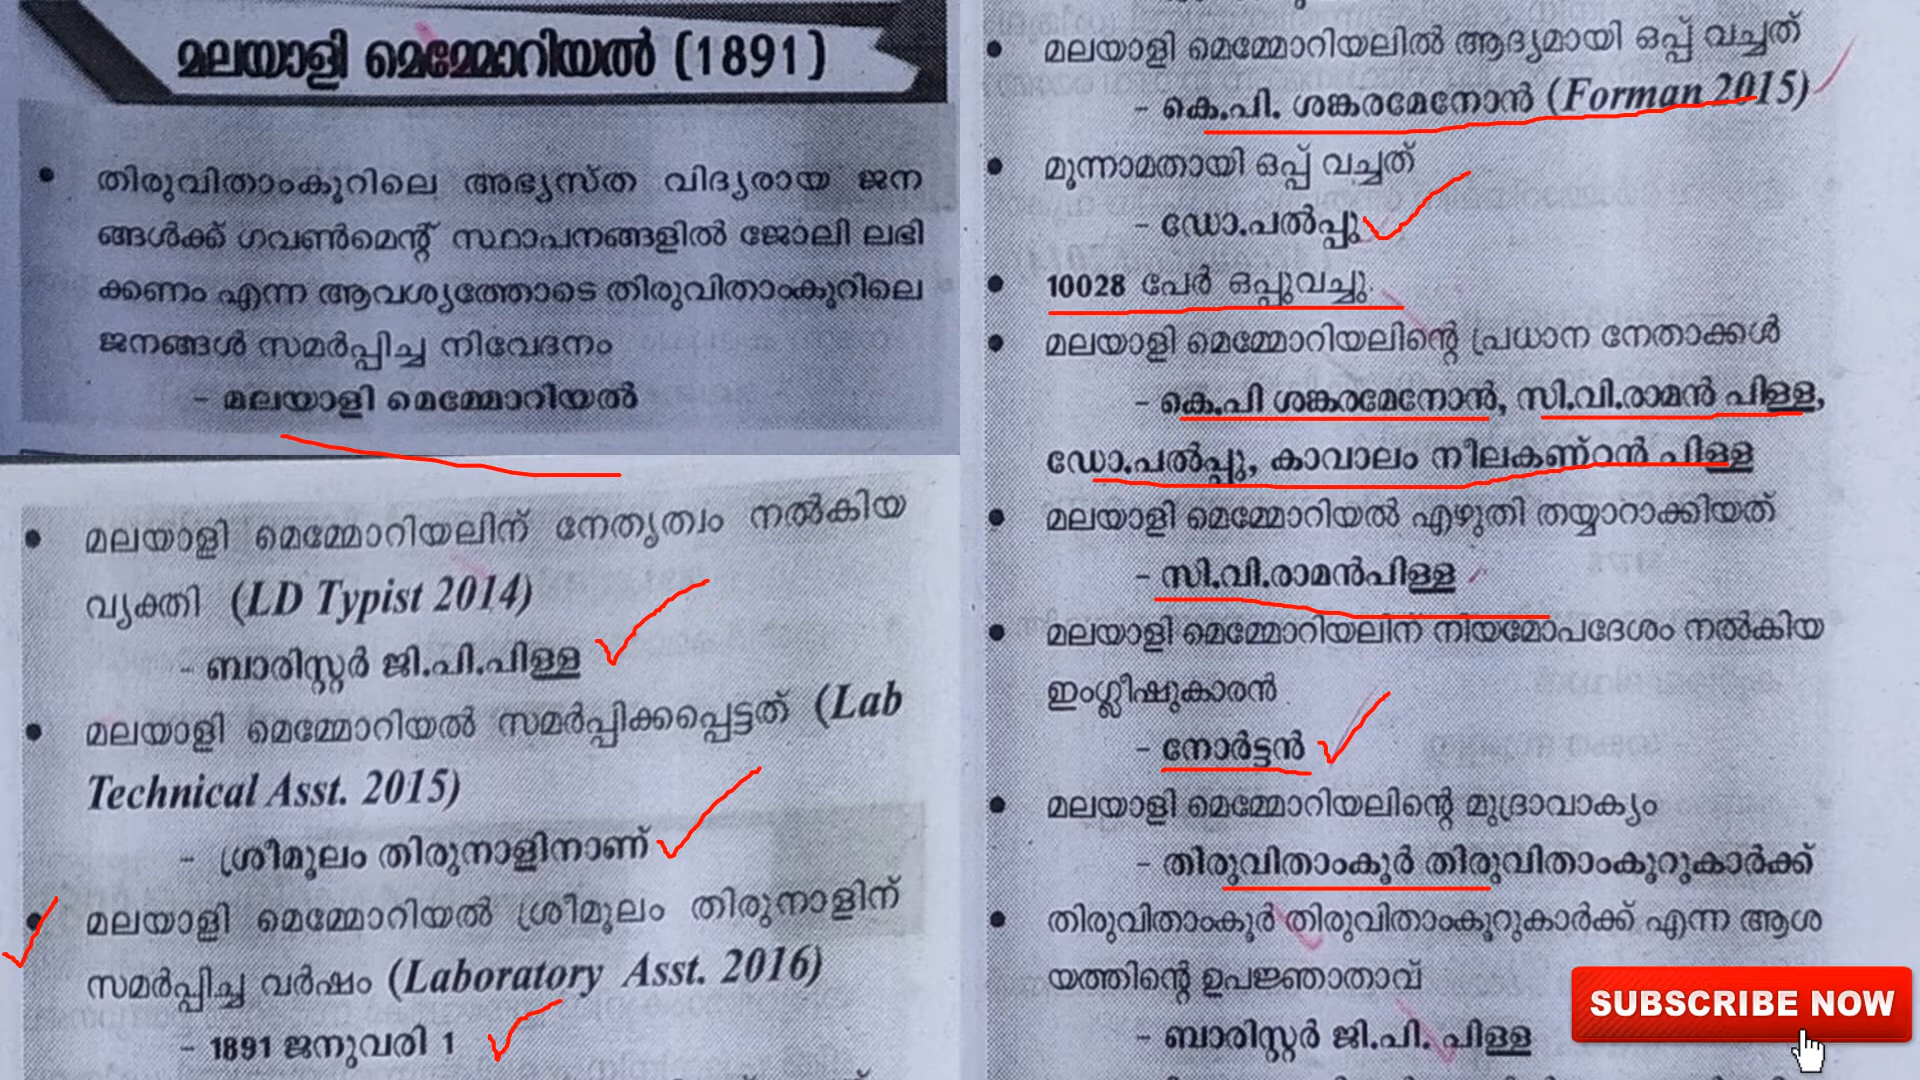 മലയാളി മെമ്മോറിയൽ (1891)
തിരുവിതാംകൂറിലെ അഭ്യസ്ത വിദ്യരായ ജന
ങ്ങൾക്ക് ഗവൺമെന്റ് സ്ഥാപനങ്ങളിൽ ജോലി ലഭി
ക്കണം എന്ന ആവശ്യത്തോടെ തിരുവിതാംകൂറിലെ
ജനങ്ങൾ സമർപ്പിച്ച നിവേദനം
- മലയാളി മെമ്മോറിയൽ
മലയാളി മെമ്മോറിയലിന് നേതൃത്വം നൽകിയ
വ്യക്തി (LD Typist 2014)
- ബാരിസ്റ്റർ ജി.പി.പിള്ള
മലയാളി മെമ്മോറിയൽ സമർപ്പിക്കപ്പെട്ടത് (Lab
Technical Asst. 2015)
- ശ്രീമൂലം തിരുനാളിനാണ്
മലയാളി മെമ്മോറിയൽ ശ്രീമൂലം തിരുനാളിന്
സമർപ്പിച്ച വർഷം (Laboratory Asst. 2016)
- 1891 ജനുവരി 1
മലയാളി മെമ്മോറിയലിൽ ആദ്യമായി ഒപ്പ് വച്ചത്
- കെ.പി. ശങ്കരമേനോൻ (Forman 2015)
മൂന്നാമതായി ഒപ്പ് വച്ചത്
- ഡോ.പൽപ്പു
10028 പേർ ഒപ്പുവച്ചു.
മലയാളി മെമ്മോറിയലിന്റെ പ്രധാന നേതാക്കൾ
- കെ.പി ശങ്കരമേനോൻ, സി.വി.രാമൻ പിള്ള,
ഡോ.പൽപ്പു, കാവാലം നീലകണ്ഠൻ പിള്ള
മലയാളി മെമ്മോറിയൽ എഴുതി തയ്യാറാക്കിയത്
- സി.വി.രാമൻപിള്ള
മലയാളി മെമ്മോറിയലിന് നിയമോപദേശം നൽകിയ
ഇംഗ്ലീഷുകാരൻ
- നോർട്ടൻ
മലയാളി മെമ്മോറിയലിന്റെ മുദ്രാവാക്യം
- തിരുവിതാംകൂർ തിരുവിതാംകൂറുകാർക്ക്
തിരുവിതാംകൂർ തിരുവിതാംകൂറുകാർക്ക് എന്ന ആശ
യത്തിന്റെ ഉപജ്ഞാതാവ്
- ബാരിസ്റ്റർ ജി.പി. പിള്ള
SUBSCRIBE NOW